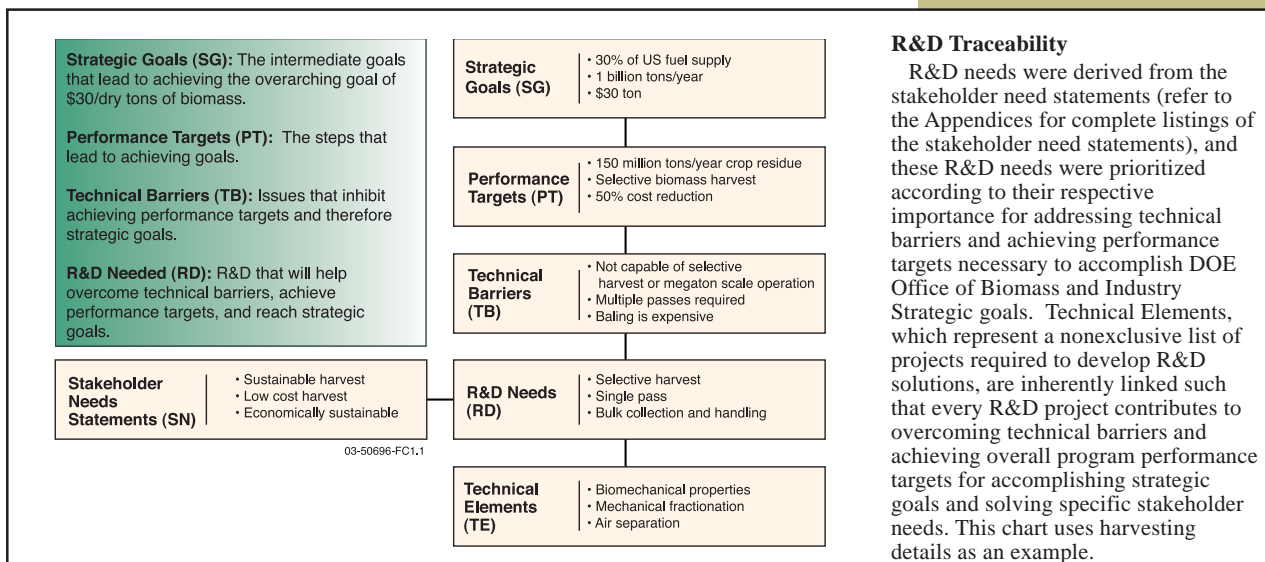 Strategic Goals (SG): The intermediate goals
that lead to achieving the overarching goal of
$30/dry tons of biomass.
Performance Targets (PT): The steps that
lead to achieving goals.
Technical Barriers (TB): Issues that inhibit
achieving performance targets and therefore
strategic goals.
R&D Needed (RD): R&D that will help
overcome technical barriers, achieve
performance targets, and reach strategic
goals.
Stakeholder
Needs
Statements (SN)
• Sustainable harvest
• Low cost harvest
• Economically sustainable
03-50696-FC1.1
Strategic
Goals (SG)
• 30% of US fuel supply
• 1 billion tons/year
• $30 ton
Performance
Targets (PT)
• 150 million tons/year crop residue
• Selective biomass harvest
• 50% cost reduction
Technical
Barriers
(TB)
• Not capable of selective
harvest or megaton scale operation
• Multiple passes required
• Baling is expensive
R&D Needs
(RD)
• Selective harvest
• Single pass
• Bulk collection and handling
Technical
Elements
(TE)
• Biomechanical properties
• Mechanical fractionation
• Air separation
R&D Traceability
R&D needs were derived from the
stakeholder need statements (refer to
the Appendices for complete listings of
the stakeholder need statements), and
these R&D needs were prioritized
according to their respective
importance for addressing technical
barriers and achieving performance
targets necessary to accomplish DOE
Office of Biomass and Industry
Strategic goals. Technical Elements,
which represent a nonexclusive list of
projects required to develop R&D
solutions, are inherently linked such
that every R&D project contributes to
overcoming technical barriers and
achieving overall program performance
targets for accomplishing strategic
goals and solving specific stakeholder
needs. This chart uses harvesting
details as an example.